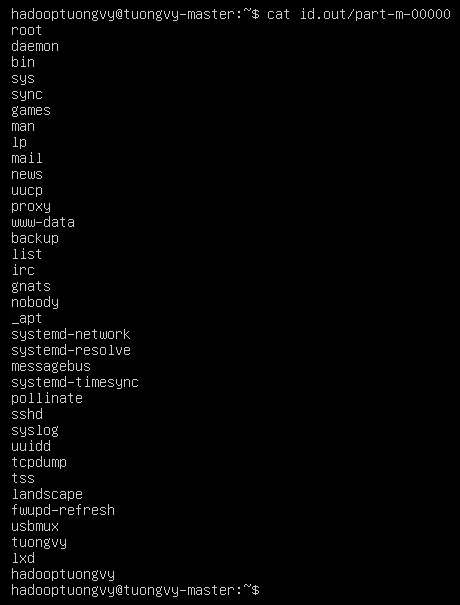 hadooptuongvy@tuongvy-master:~$ cat id.out/part-m-00000
root
daemon
bin
sys
sync
games
man
lp
mail
news
uucp
proxy
www-data
backup
list
irc
gnats
nobody
_apt
systemd-network
systemd-resolve
messagebus
systemd-timesync
pollinate
sshd
syslog
uuidd
tcpdump
tss
landscape
fwupd-refresh
usbmux
tuongvy
lxd
hadooptuongvy
hadooptuongvy@tuongvy-master:~$